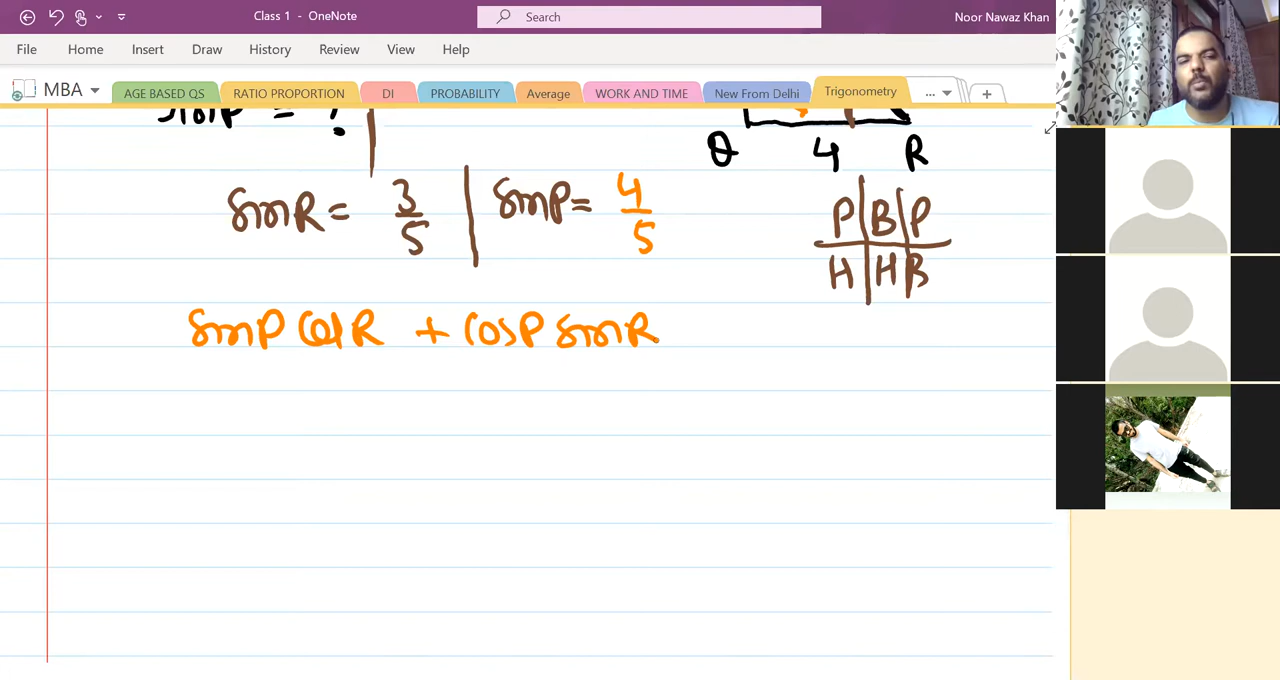 Class 1 - OneNote
Search
Noor Nawaz Khan
File Home Insert Draw History Review View Help
MBA
AGE BASED QS RATIO PROPORTION DI PROBABILITY Average WORK AND TIME New From Delhi Trigonometry ...
sinP = ?
Q 4 R
sinR = 3/5 | sinP = 4/5
P | B | P
H | H | B
sinP cosR + cosP sinR